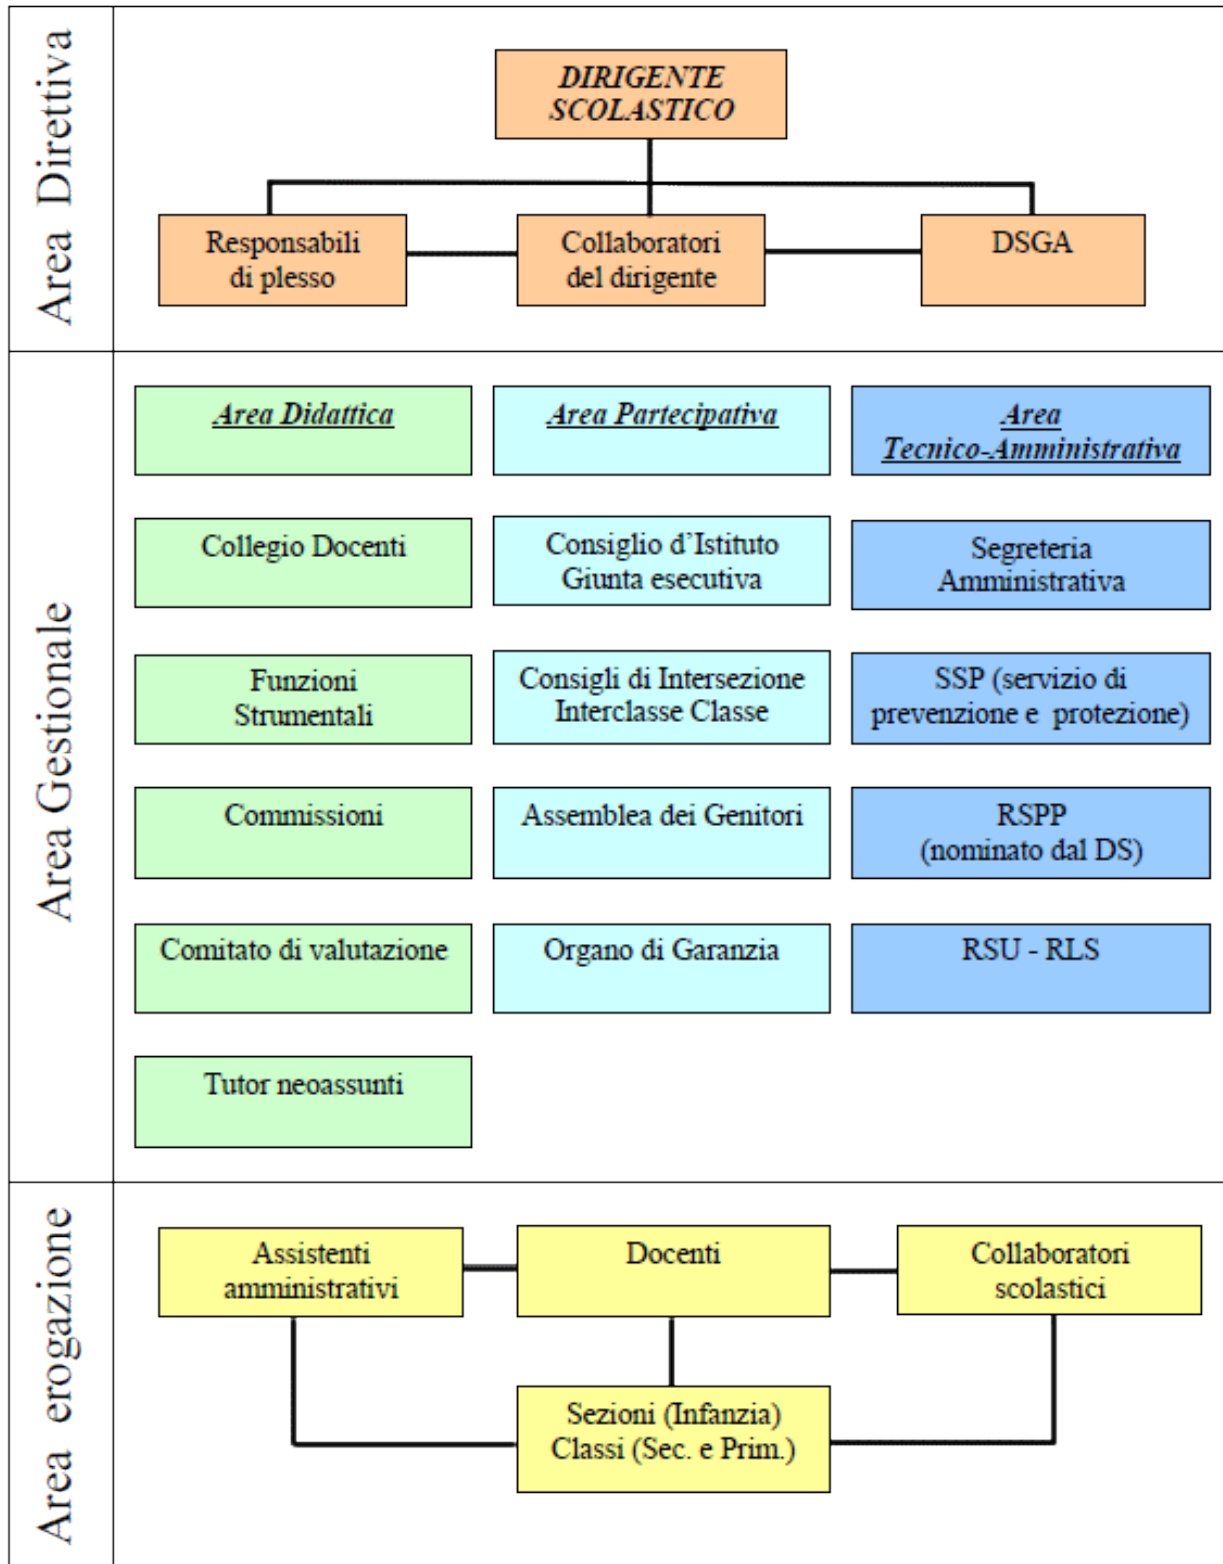 Area Direttiva
DIRIGENTE
SCOLASTICO
Responsabili
di plesso
Collaboratori
del dirigente
DSGA
Area Gestionale
Area Didattica
Area Partecipativa
Area
Tecnico-Amministrativa
Collegio Docenti
Consiglio d’Istituto
Giunta esecutiva
Segreteria
Amministrativa
Funzioni
Strumentali
Consigli di Intersezione
Interclasse Classe
SSP (servizio di
prevenzione e protezione)
Commissioni
Assemblea dei Genitori
RSPP
(nominato dal DS)
Comitato di valutazione
Organo di Garanzia
RSU - RLS
Tutor neoassunti
Area erogazione
Assistenti
amministrativi
Docenti
Collaboratori
scolastici
Sezioni (Infanzia)
Classi (Sec. e Prim.)